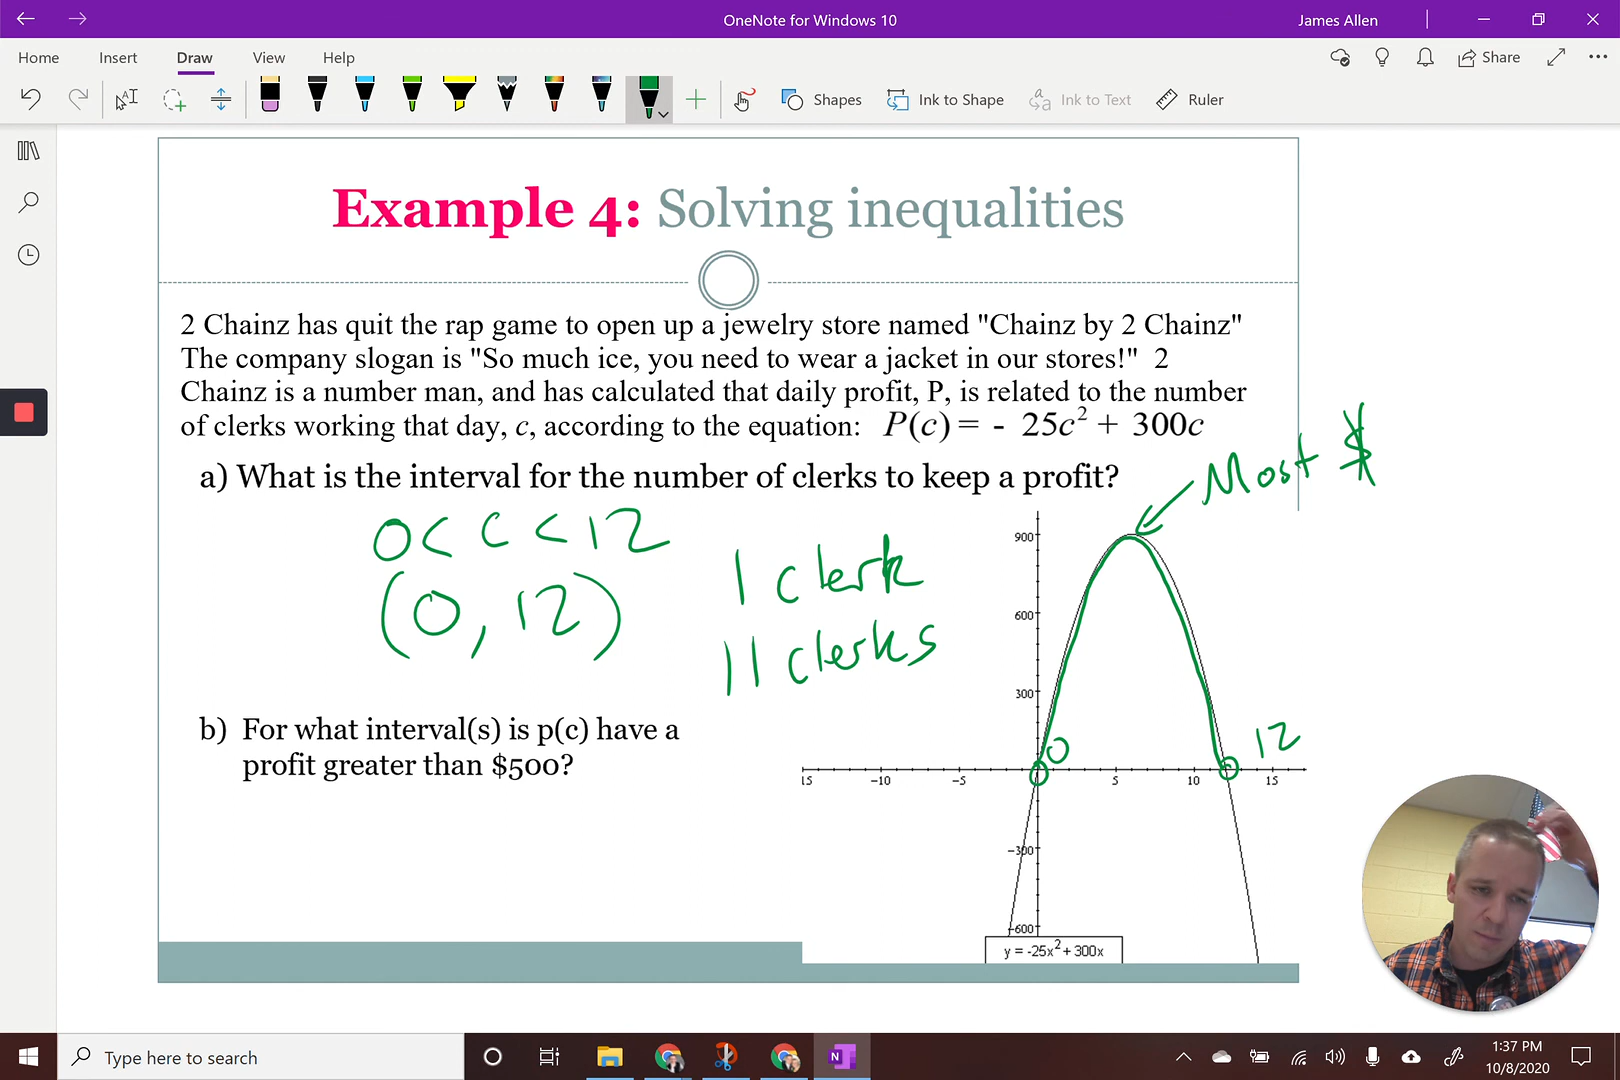 OneNote for Windows 10
James Allen
Home Insert Draw View Help
Share
Shapes Ink to Shape Ink to Text Ruler
Example 4: Solving inequalities
2 Chainz has quit the rap game to open up a jewelry store named "Chainz by 2 Chainz"
The company slogan is "So much ice, you need to wear a jacket in our stores!" 2
Chainz is a number man, and has calculated that daily profit, P, is related to the number
of clerks working that day, c, according to the equation: P(c) = - 25c² + 300c
Most $
a) What is the interval for the number of clerks to keep a profit?
0 < c < 12
(0, 12)
1 clerk
11 clerks
b) For what interval(s) is p(c) have a
profit greater than $500?
900
600
300
0
12
15 -10 -5 5 10 15
-300
-600
y = -25x² + 300x
Type here to search
1:37 PM
10/8/2020